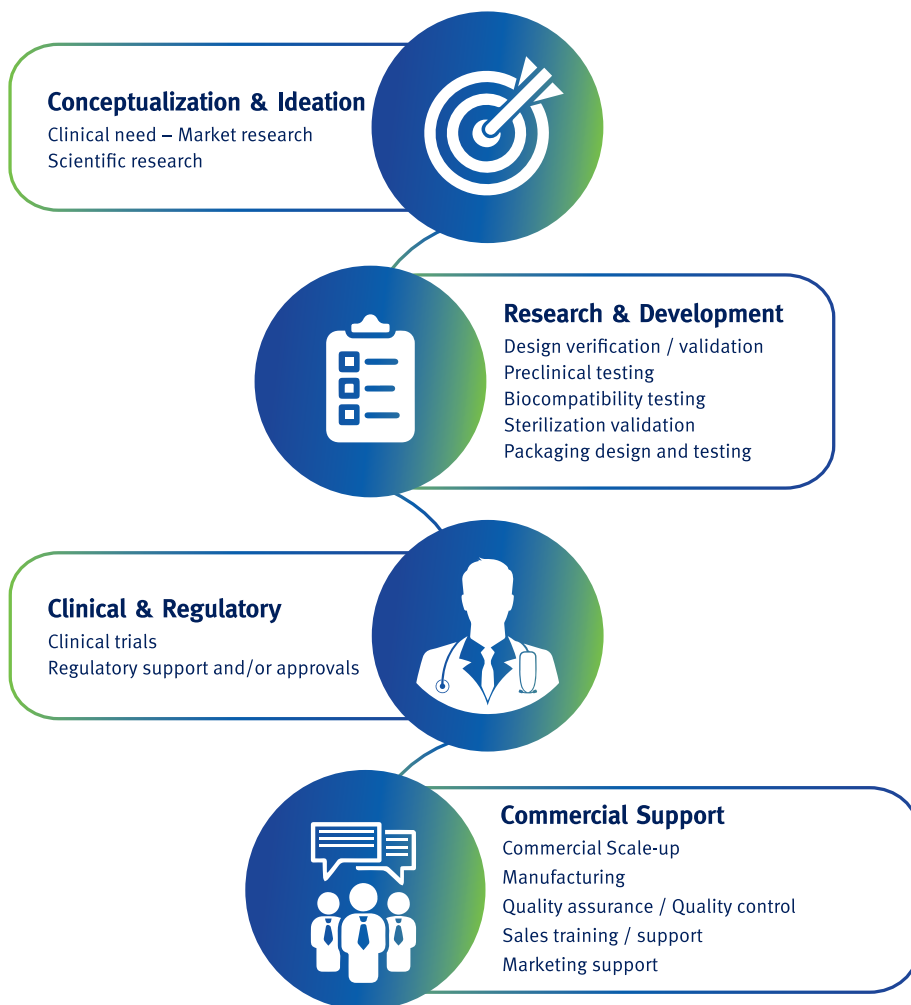 Conceptualization & Ideation
Clinical need – Market research
Scientific research
Research & Development
Design verification / validation
Preclinical testing
Biocompatibility testing
Sterilization validation
Packaging design and testing
Clinical & Regulatory
Clinical trials
Regulatory support and/or approvals
Commercial Support
Commercial Scale-up
Manufacturing
Quality assurance / Quality control
Sales training / support
Marketing support